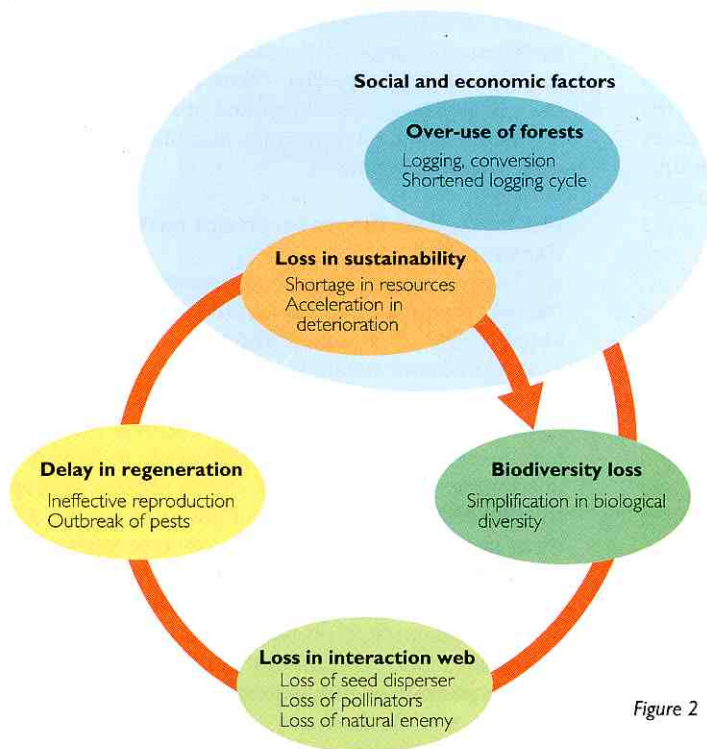 Social and economic factors
Over-use of forests
Logging, conversion
Shortened logging cycle
Loss in sustainability
Shortage in resources
Acceleration in
deterioration
Delay in regeneration
Ineffective reproduction
Outbreak of pests
Biodiversity loss
Simplification in biological
diversity
Loss in interaction web
Loss of seed disperser
Loss of pollinators
Loss of natural enemy
Figure 2